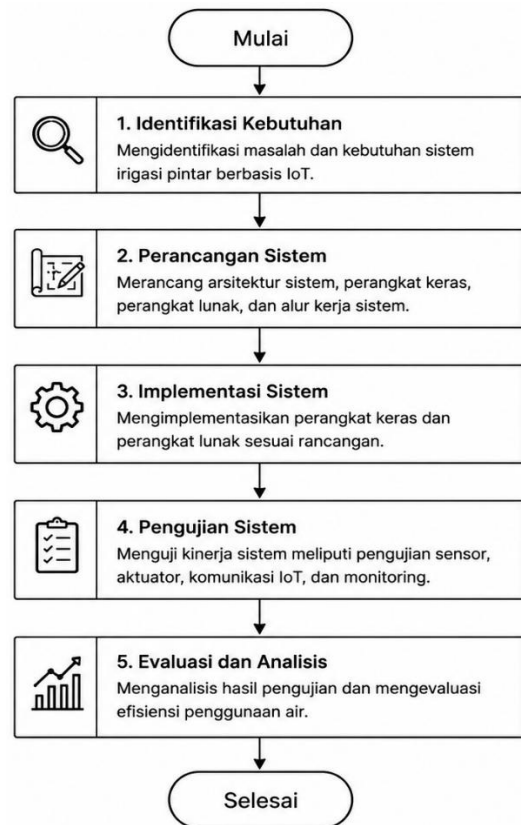 Mulai
1. Identifikasi Kebutuhan
Mengidentifikasi masalah dan kebutuhan sistem
irigasi pintar berbasis IoT.
2. Perancangan Sistem
Merancang arsitektur sistem, perangkat keras,
perangkat lunak, dan alur kerja sistem.
3. Implementasi Sistem
Mengimplementasikan perangkat keras dan
perangkat lunak sesuai rancangan.
4. Pengujian Sistem
Menguji kinerja sistem meliputi pengujian sensor,
aktuator, komunikasi IoT, dan monitoring.
5. Evaluasi dan Analisis
Menganalisis hasil pengujian dan mengevaluasi
efisiensi penggunaan air.
Selesai